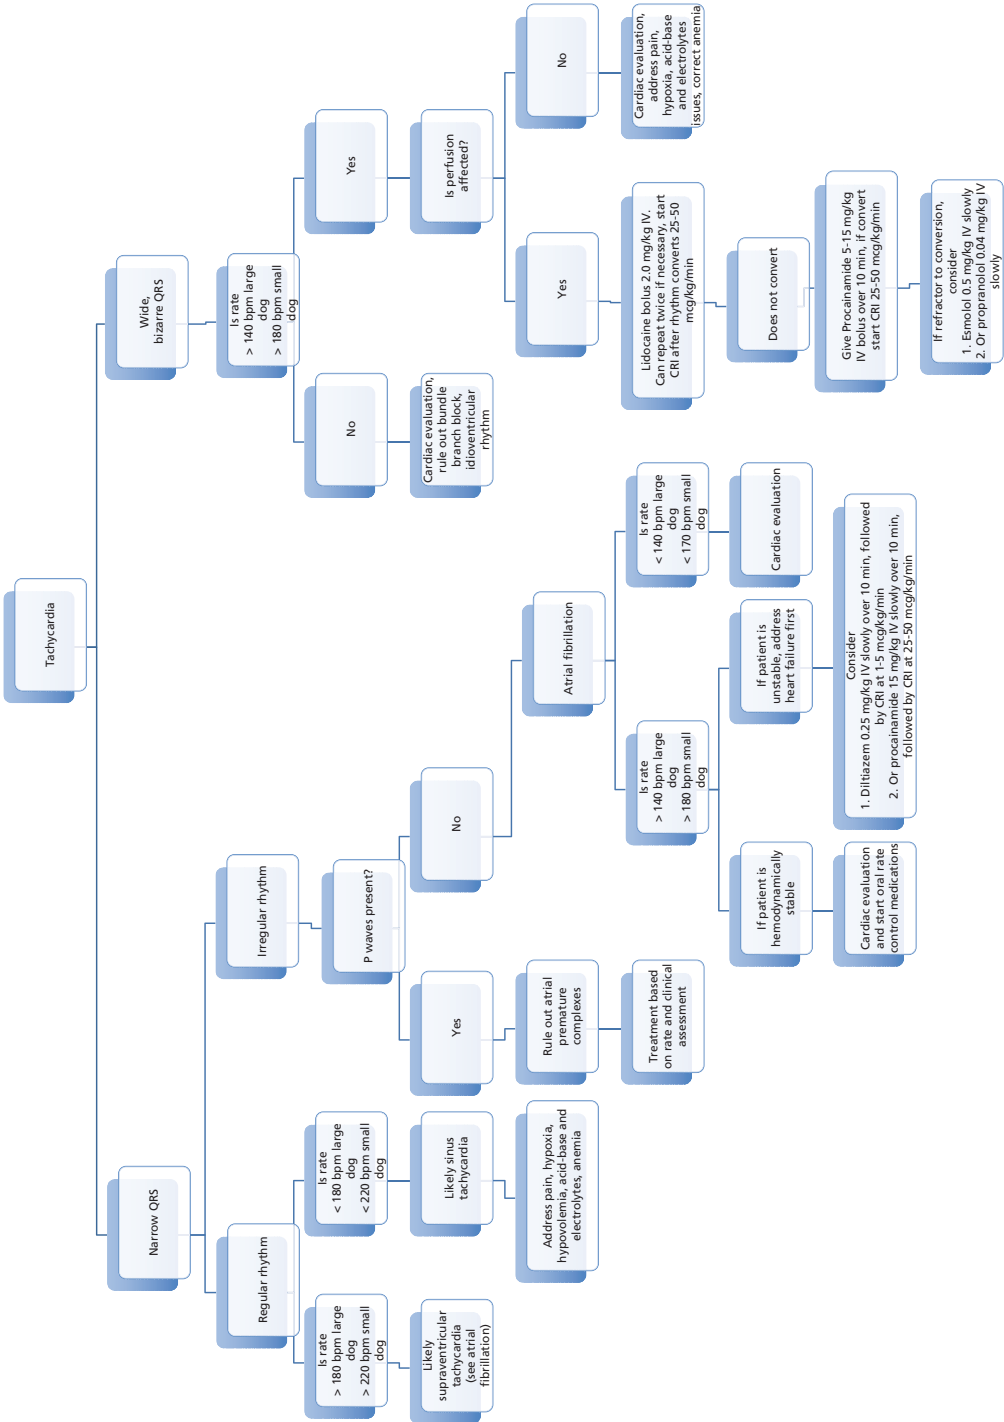 Tachycardia
Narrow QRS
Regular rhythm
Is rate
> 180 bpm large
dog
> 220 bpm small
dog
Likely
supraventricular
tachycardia
(see atrial
fibrillation)
Is rate
< 180 bpm large
dog
< 220 bpm small
dog
Likely sinus
tachycardia
Address pain, hypoxia,
hypovolemia, acid-base and
electrolytes, anemia
Irregular rhythm
P waves present?
Yes
Rule out atrial
premature
complexes
Treatment based
on rate and clinical
assessment
No
Atrial fibrillation
Is rate
> 140 bpm large
dog
> 180 bpm small
dog
If patient is
hemodynamically
stable
Cardiac evaluation
and start oral rate
control medications
If patient is
unstable, address
heart failure first
Consider
1. Diltiazem 0.25 mg/kg IV slowly over 10 min, followed
by CRI at 1-5 mcg/kg/min
2. Or procainamide 15 mg/kg IV slowly over 10 min,
followed by CRI at 25-50 mcg/kg/min
Is rate
< 140 bpm large
dog
< 170 bpm small
dog
Cardiac evaluation
Wide,
bizarre QRS
Is rate
> 140 bpm large
dog
> 180 bpm small
dog
No
Cardiac evaluation,
rule out bundle
branch block,
idioventricular
rhythm
Yes
Is perfusion
affected?
Yes
Lidocaine bolus 2.0 mg/kg IV.
Can repeat twice if necessary, start
CRI after rhythm converts 25-50
mcg/kg/min
Does not convert
Give Procainamide 5-15 mg/kg
IV bolus over 10 min, if convert
start CRI 25-50 mcg/kg/min
If refractor to conversion,
consider
1. Esmolol 0.5 mg/kg IV slowly
2. Or propranolol 0.04 mg/kg IV
slowly
No
Cardiac evaluation,
address pain,
hypoxia, acid-base
and electrolytes
issues, correct anemia